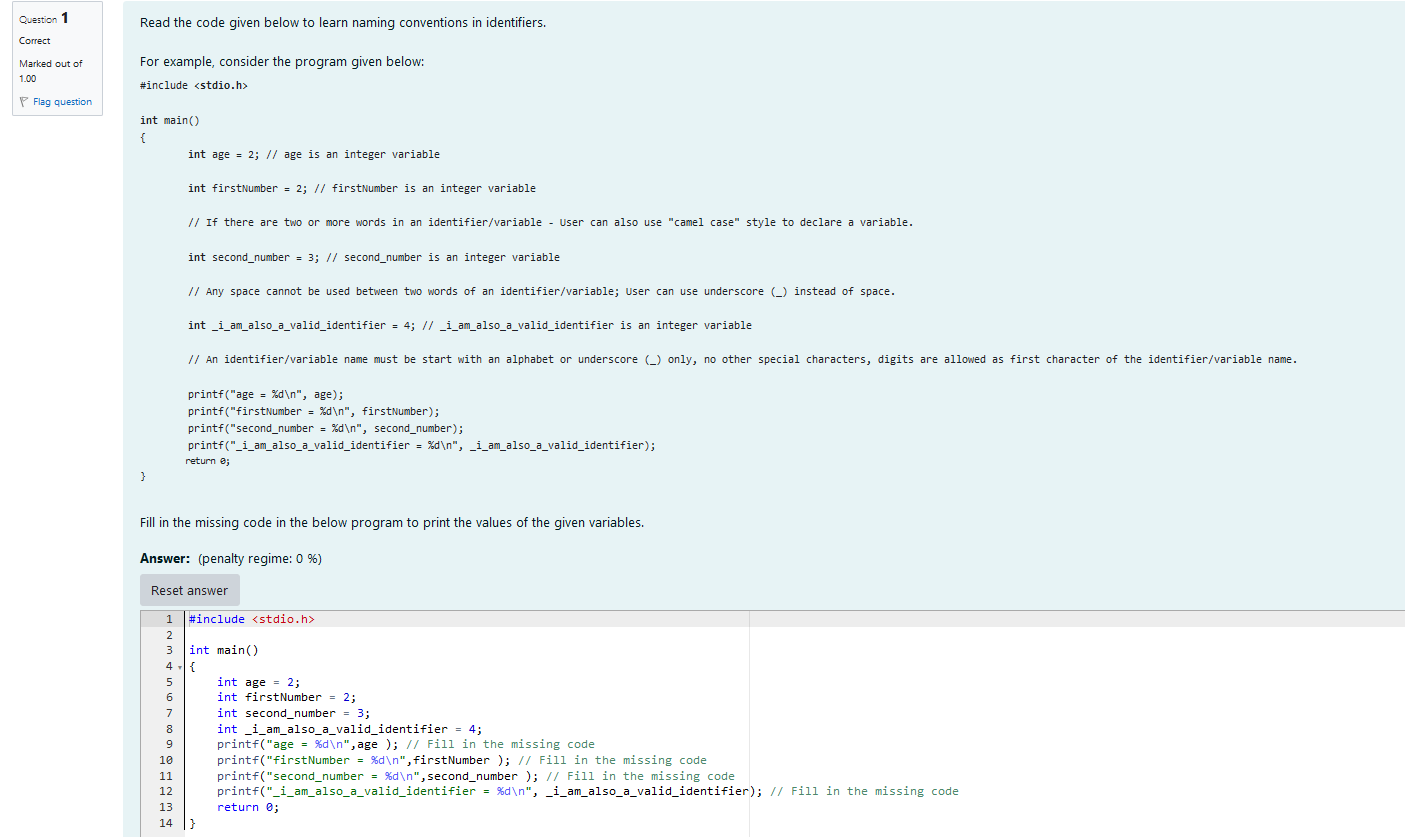 Question 1
Correct
Marked out of
1.00
Flag question
Read the code given below to learn naming conventions in identifiers.
For example, consider the program given below:
#include <stdio.h>
int main()
{
int age = 2; // age is an integer variable
int firstNumber = 2; // firstNumber is an integer variable
// If there are two or more words in an identifier/variable - User can also use "camel case" style to declare a variable.
int second_number = 3; // second_number is an integer variable
// Any space cannot be used between two words of an identifier/variable; User can use underscore (_) instead of space.
int _i_am_also_a_valid_identifier = 4; // _i_am_also_a_valid_identifier is an integer variable
// An identifier/variable name must be start with an alphabet or underscore (_) only, no other special characters, digits are allowed as first character of the identifier/variable name.
printf("age = %d\n", age);
printf("firstNumber = %d\n", firstNumber);
printf("second_number = %d\n", second_number);
printf("_i_am_also_a_valid_identifier = %d\n", _i_am_also_a_valid_identifier);
return 0;
}
Fill in the missing code in the below program to print the values of the given variables.
Answer: (penalty regime: 0 %)
Reset answer
1 #include <stdio.h>
2
3 int main()
4 {
5 int age = 2;
6 int firstNumber = 2;
7 int second_number = 3;
8 int _i_am_also_a_valid_identifier = 4;
9 printf("age = %d\n",age ); // Fill in the missing code
10 printf("firstNumber = %d\n",firstNumber ); // Fill in the missing code
11 printf("second_number = %d\n",second_number ); // Fill in the missing code
12 printf("_i_am_also_a_valid_identifier = %d\n", _i_am_also_a_valid_identifier); // Fill in the missing code
13 return 0;
14 }